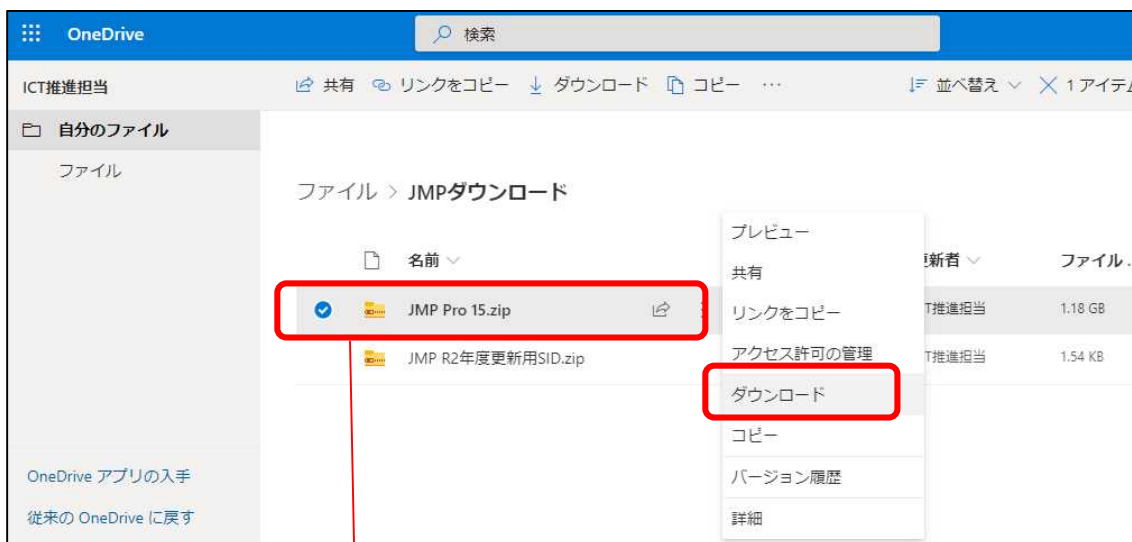 OneDrive
検索
ICT推進担当
共有 リンクをコピー ダウンロード コピー … 並べ替え 1 アイテム
自分のファイル
ファイル
ファイル > JMPダウンロード
名前 更新者 ファイル
JMP Pro 15.zip T推進担当 1.18 GB
JMP R2年度更新用SID.zip T推進担当 1.54 KB
プレビュー
共有
リンクをコピー
アクセス許可の管理
ダウンロード
コピー
バージョン履歴
詳細
OneDrive アプリの入手
従来の OneDrive に戻す